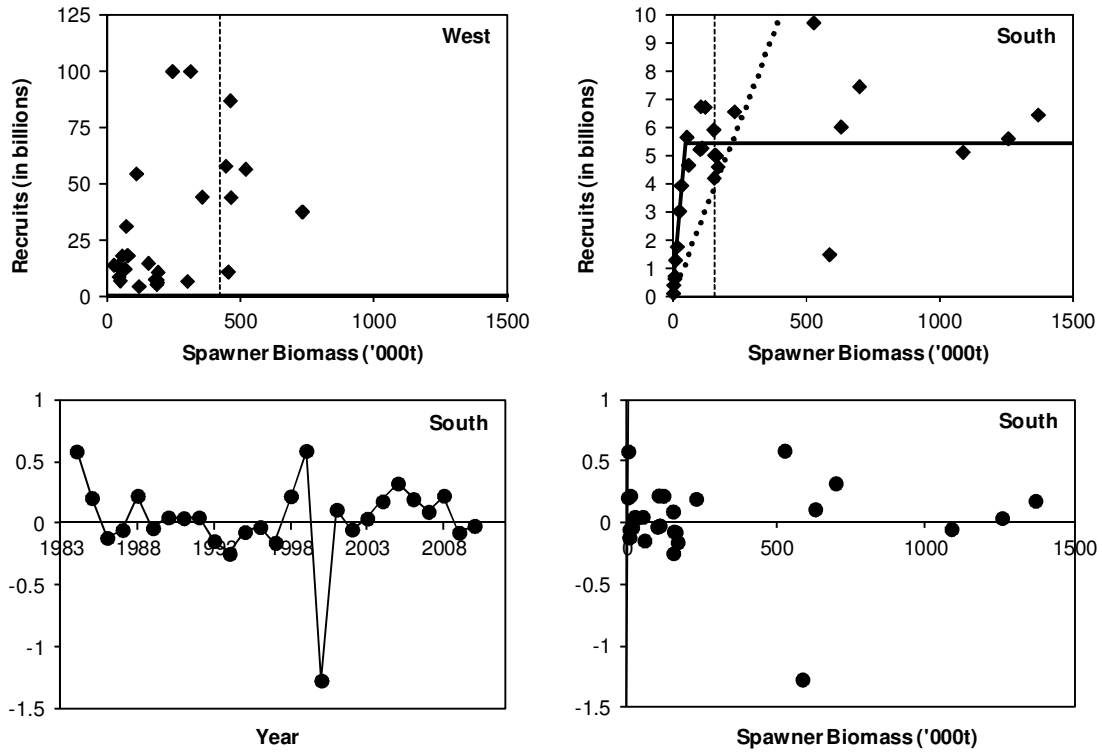 West
Recruits (in billions)
125
100
75
50
25
0
0 500 1000 1500
Spawner Biomass ('000t)
South
Recruits (in billions)
10
9
8
7
6
5
4
3
2
1
0
0 500 1000 1500
Spawner Biomass ('000t)
South
1
0.5
0
-0.5
-1
-1.5
1983 1988 1993 1998 2003 2008
Year
South
1
0.5
0
-0.5
-1
-1.5
0 500 1000 1500
Spawner Biomass ('000t)